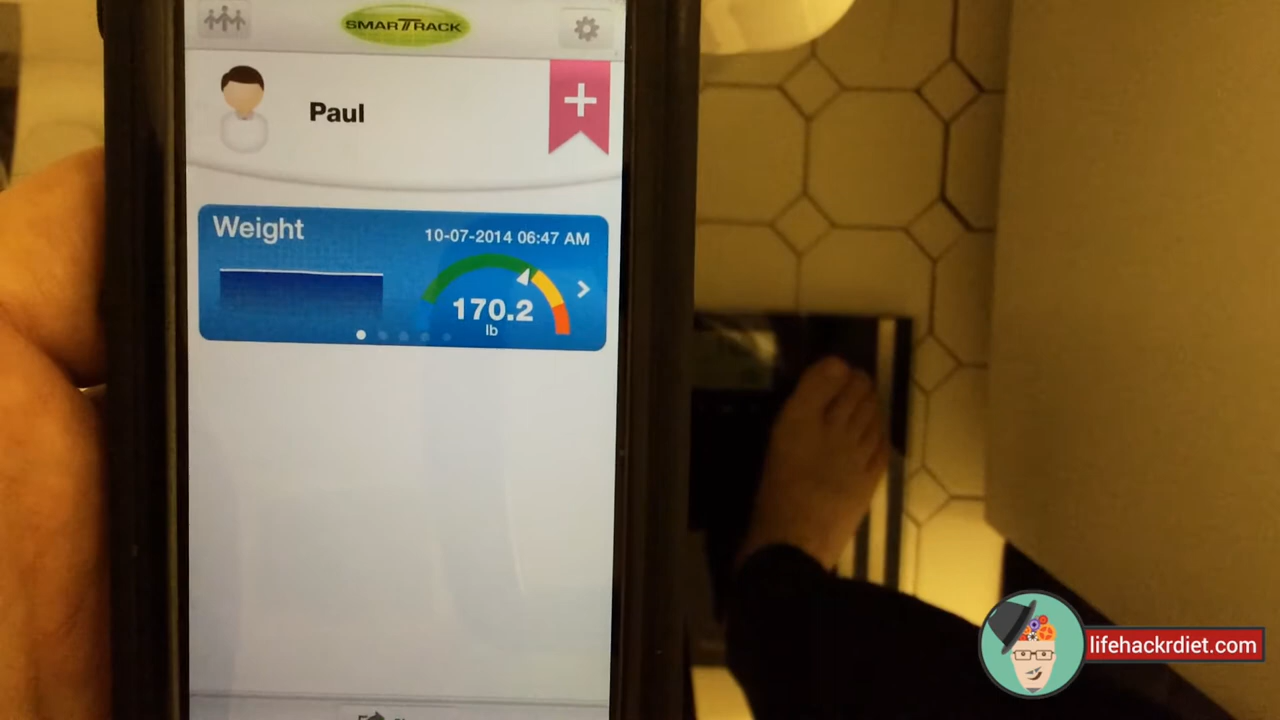 SMARTRACK
Paul
Weight
10-07-2014 06:47 AM
170.2
lb
lifehackrdiet.com